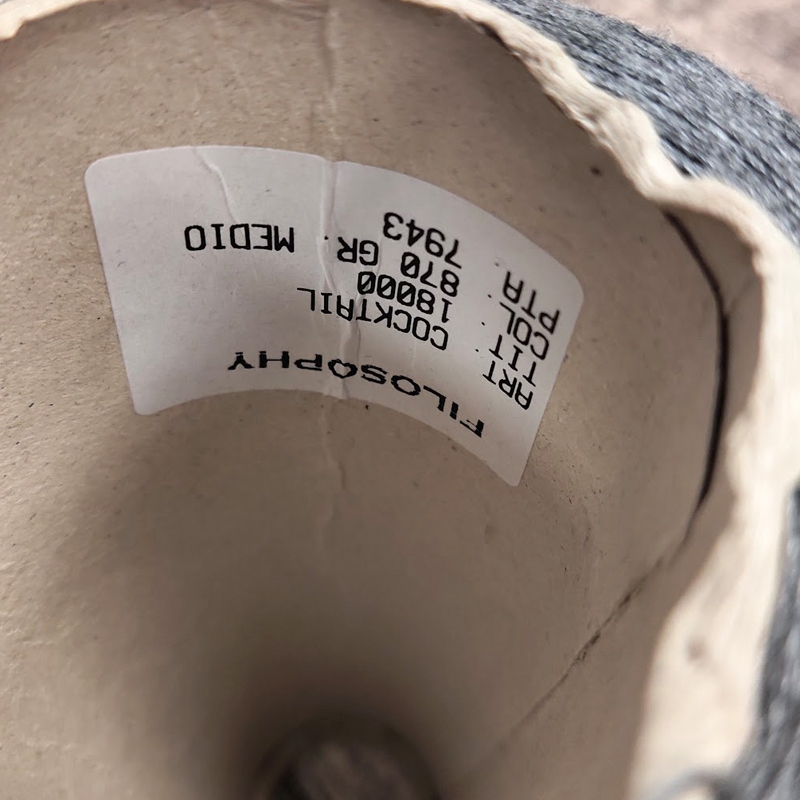 FILOSOPHY
ART. COCKTAIL
TIT. 18000
COL. 870 GR. MEDIO
PTA. 7943